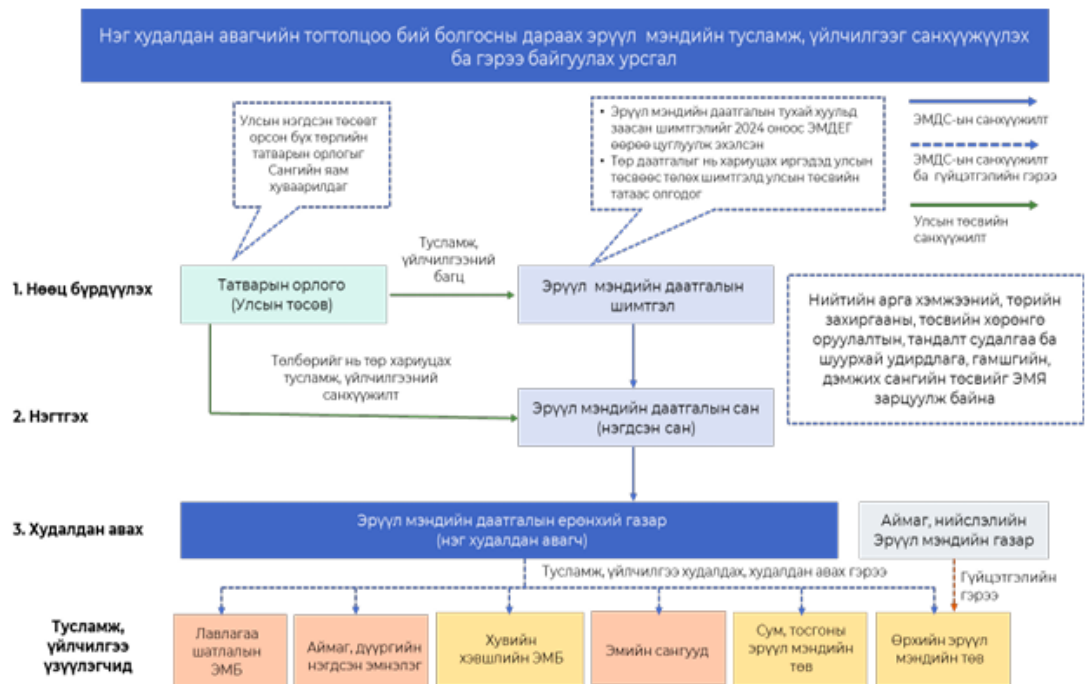 Нэг худалдан авагчийн тогтолцоо бий болгосны дараах эрүүл мэндийн тусламж, үйлчилгээг санхүүжүүлэх
ба гэрээ байгуулах урсгал
Улсын нэгдсэн төсөвт
орсон бүх төрлийн
татварын орлогыг
Сангийн яам
хуваарилдаг
• Эрүүл мэндийн даатгалын тухай хуульд
заасан шимтгэлийг 2024 оноос ЭМДЕГ
өөрөө цуглуулж эхэлсэн
• Төр даатгалыг нь хариуцах иргэдэд улсын
төсвөөс төлөх шимтгэлд улсын төсвийн
татаас олгодог
ЭМДС-ын санхүүжилт
ЭМДС-ын санхүүжилт
ба гүйцэтгэлийн гэрээ
Улсын төсвийн
санхүүжилт
1. Нөөц бүрдүүлэх
Татварын орлого
(Улсын төсөв)
Тусламж,
үйлчилгээний
багц
Эрүүл мэндийн даатгалын
шимтгэл
Нийтийн арга хэмжээний, төрийн
захиргааны, төсвийн хөрөнгө
оруулалтын, тандалт судалгаа ба
шуурхай удирдлага, гамшгийн,
дэмжих сангийн төсвийг ЭМЯ
зарцуулж байна
Төлбөрийг нь төр хариуцах
тусламж, үйлчилгээний
санхүүжилт
2. Нэгтгэх
Эрүүл мэндийн даатгалын сан
(нэгдсэн сан)
3. Худалдан авах
Эрүүл мэндийн даатгалын ерөнхий газар
(нэг худалдан авагч)
Аймаг, нийслэлийн
Эрүүл мэндийн газар
Тусламж, үйлчилгээ худалдах, худалдан авах гэрээ
Гүйцэтгэлийн
гэрээ
Тусламж,
үйлчилгээ
үзүүлэгчид
Лавлагаа
шатлалын ЭМБ
Аймаг, дүүргийн
нэгдсэн эмнэлэг
Хувийн
хэвшлийн ЭМБ
Эмийн сангууд
Сум, тосгоны
эрүүл мэндийн
төв
Өрхийн эрүүл
мэндийн төв